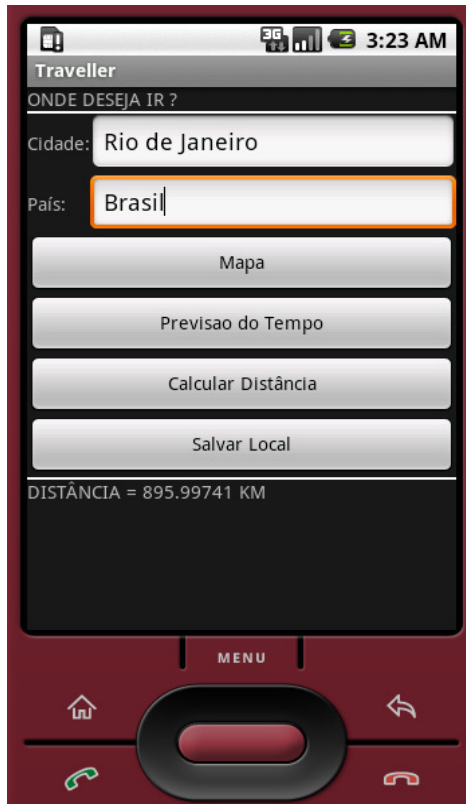 3G 3:23 AM
Traveller
ONDE DESEJA IR ?
Cidade: Rio de Janeiro
País: Brasil
Mapa
Previsao do Tempo
Calcular Distância
Salvar Local
DISTÂNCIA = 895.99741 KM
MENU